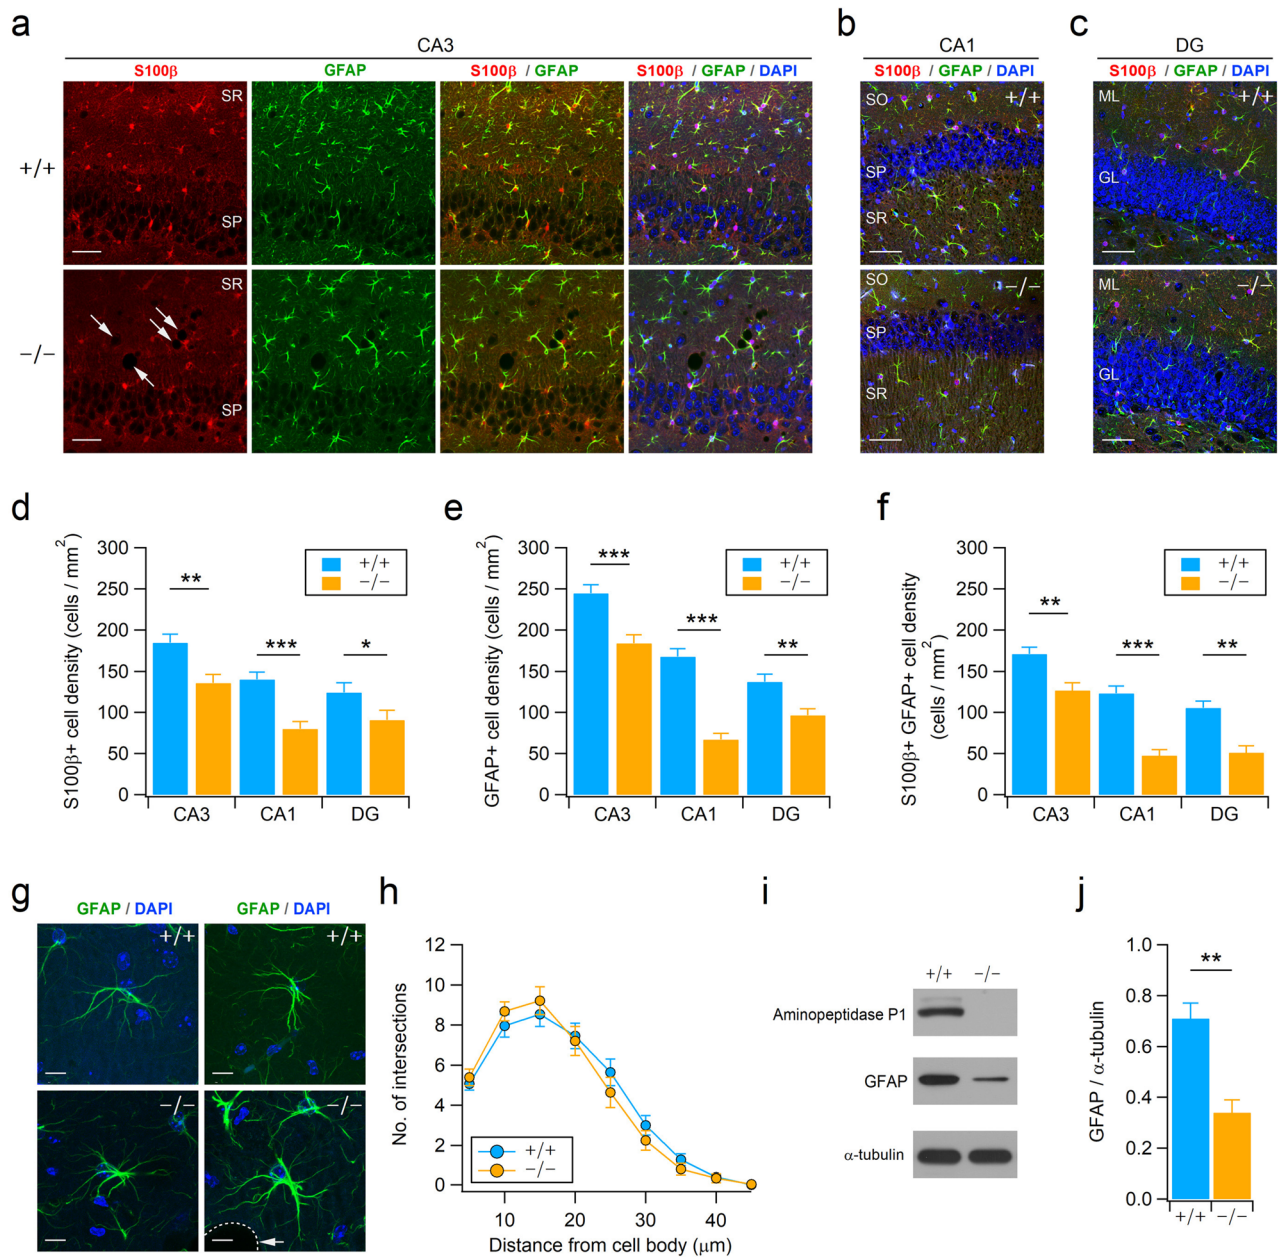 a
CA3
S100β
GFAP
S100β / GFAP
S100β / GFAP / DAPI
+/+
SR
SP
−/−
SR
SP
b
CA1
S100β / GFAP / DAPI
SO
+/+
SP
SR
SO
−/−
SP
SR
c
DG
S100β / GFAP / DAPI
ML
+/+
GL
ML
−/−
GL
d
S100β+ cell density (cells / mm²)
300
250
200
150
100
50
0
+/+
−/−
**
***
*
CA3
CA1
DG
e
GFAP+ cell density (cells / mm²)
300
250
200
150
100
50
0
+/+
−/−
***
***
**
CA3
CA1
DG
f
S100β+ GFAP+ cell density
(cells / mm²)
300
250
200
150
100
50
0
+/+
−/−
**
***
**
CA3
CA1
DG
g
GFAP / DAPI
GFAP / DAPI
+/+
+/+
−/−
−/−
h
No. of intersections
12
10
8
6
4
2
0
+/+
−/−
10
20
30
40
Distance from cell body (μm)
i
+/+
−/−
Aminopeptidase P1
GFAP
α-tubulin
j
GFAP / α-tubulin
1.0
0.8
0.6
0.4
0.2
0.0
**
+/+
−/−